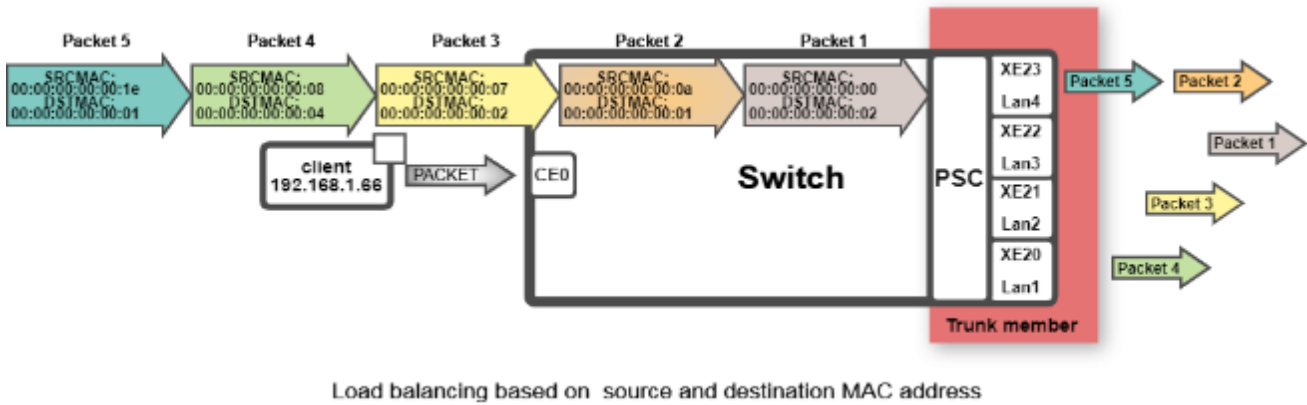 Packet 5
Packet 4
Packet 3
Packet 2
Packet 1
SRCMAC:
00:00:00:00:00:1e
DSTMAC:
00:00:00:00:00:01
SRCMAC:
00:00:00:00:00:08
DSTMAC:
00:00:00:00:00:04
SRCMAC:
00:00:00:00:00:07
DSTMAC:
00:00:00:00:00:02
SRCMAC:
00:00:00:00:00:0a
DSTMAC:
00:00:00:00:00:01
SRCMAC:
00:00:00:00:00:00
DSTMAC:
00:00:00:00:00:02
client
192.168.1.66
PACKET
CE0
Switch
PSC
XE23
Lan4
XE22
Lan3
XE21
Lan2
XE20
Lan1
Trunk member
Packet 5
Packet 2
Packet 1
Packet 3
Packet 4
Load balancing based on source and destination MAC address